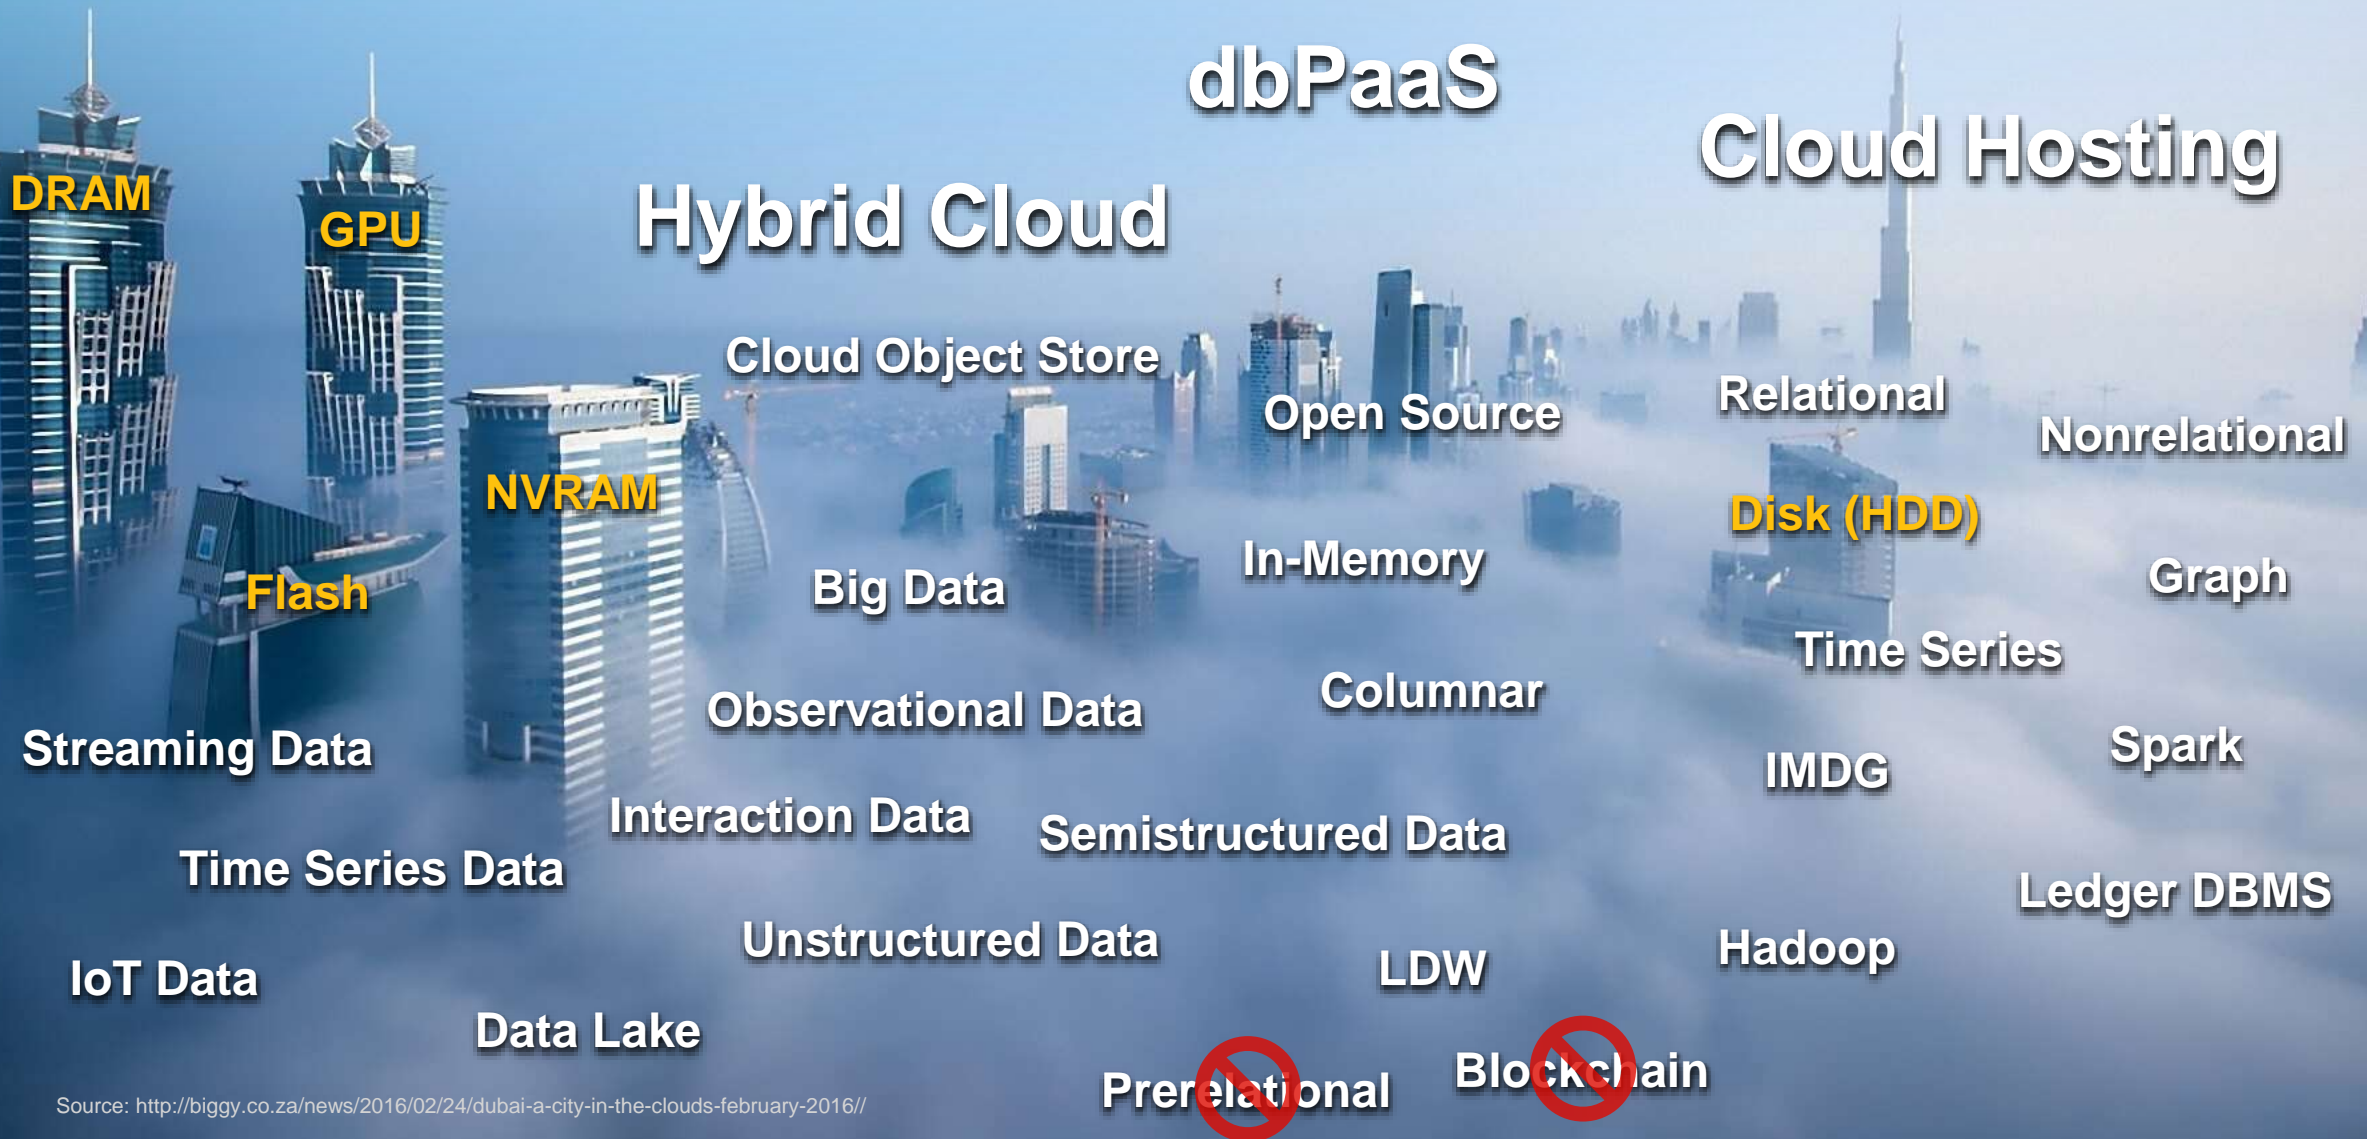 dbPaaS
Cloud Hosting
DRAM
GPU
Hybrid Cloud
Cloud Object Store
Relational
Open Source
Nonrelational
NVRAM
Disk (HDD)
In-Memory
Graph
Big Data
Flash
Time Series
Columnar
Observational Data
Streaming Data
Spark
IMDG
Interaction Data
Semistructured Data
Time Series Data
Ledger DBMS
Unstructured Data
Hadoop
LDW
IoT Data
Data Lake
Blockchain
Prerelational
Source: http://biggy.co.za/news/2016/02/24/dubai-a-city-in-the-clouds-february-2016//